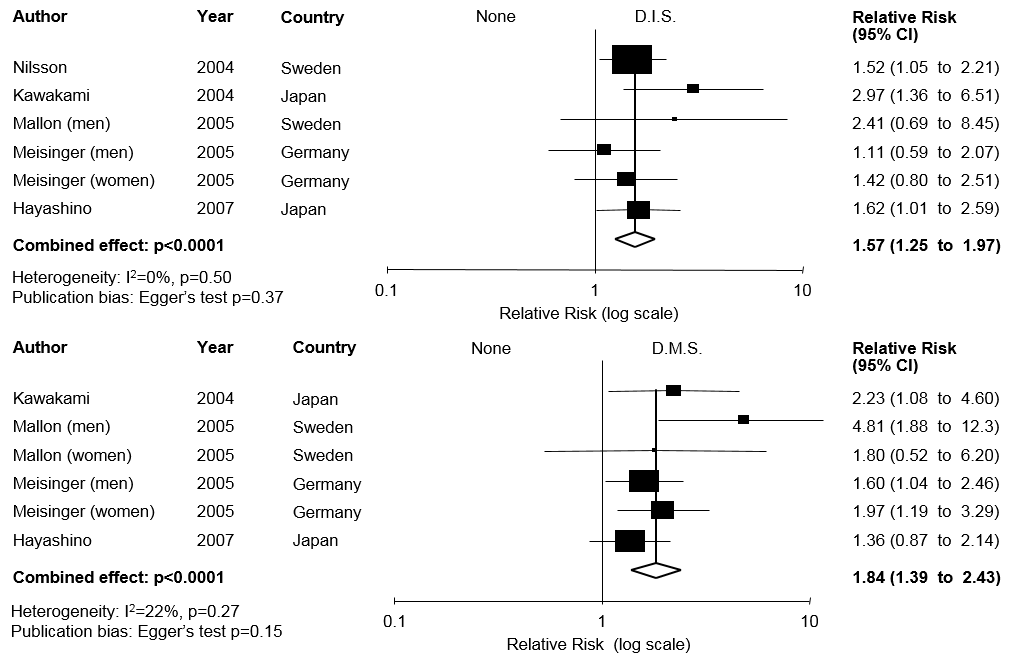 Author Year Country None D.I.S. Relative Risk
(95% CI)
Nilsson 2004 Sweden 1.52 (1.05 to 2.21)
Kawakami 2004 Japan 2.97 (1.36 to 6.51)
Mallon (men) 2005 Sweden 2.41 (0.69 to 8.45)
Meisinger (men) 2005 Germany 1.11 (0.59 to 2.07)
Meisinger (women) 2005 Germany 1.42 (0.80 to 2.51)
Hayashino 2007 Japan 1.62 (1.01 to 2.59)
Combined effect: p<0.0001 1.57 (1.25 to 1.97)
Heterogeneity: I²=0%, p=0.50
Publication bias: Egger's test p=0.37
0.1 1 10
Relative Risk (log scale)
Author Year Country None D.M.S. Relative Risk
(95% CI)
Kawakami 2004 Japan 2.23 (1.08 to 4.60)
Mallon (men) 2005 Sweden 4.81 (1.88 to 12.3)
Mallon (women) 2005 Sweden 1.80 (0.52 to 6.20)
Meisinger (men) 2005 Germany 1.60 (1.04 to 2.46)
Meisinger (women) 2005 Germany 1.97 (1.19 to 3.29)
Hayashino 2007 Japan 1.36 (0.87 to 2.14)
Combined effect: p<0.0001 1.84 (1.39 to 2.43)
Heterogeneity: I²=22%, p=0.27
Publication bias: Egger's test p=0.15
0.1 1 10
Relative Risk (log scale)